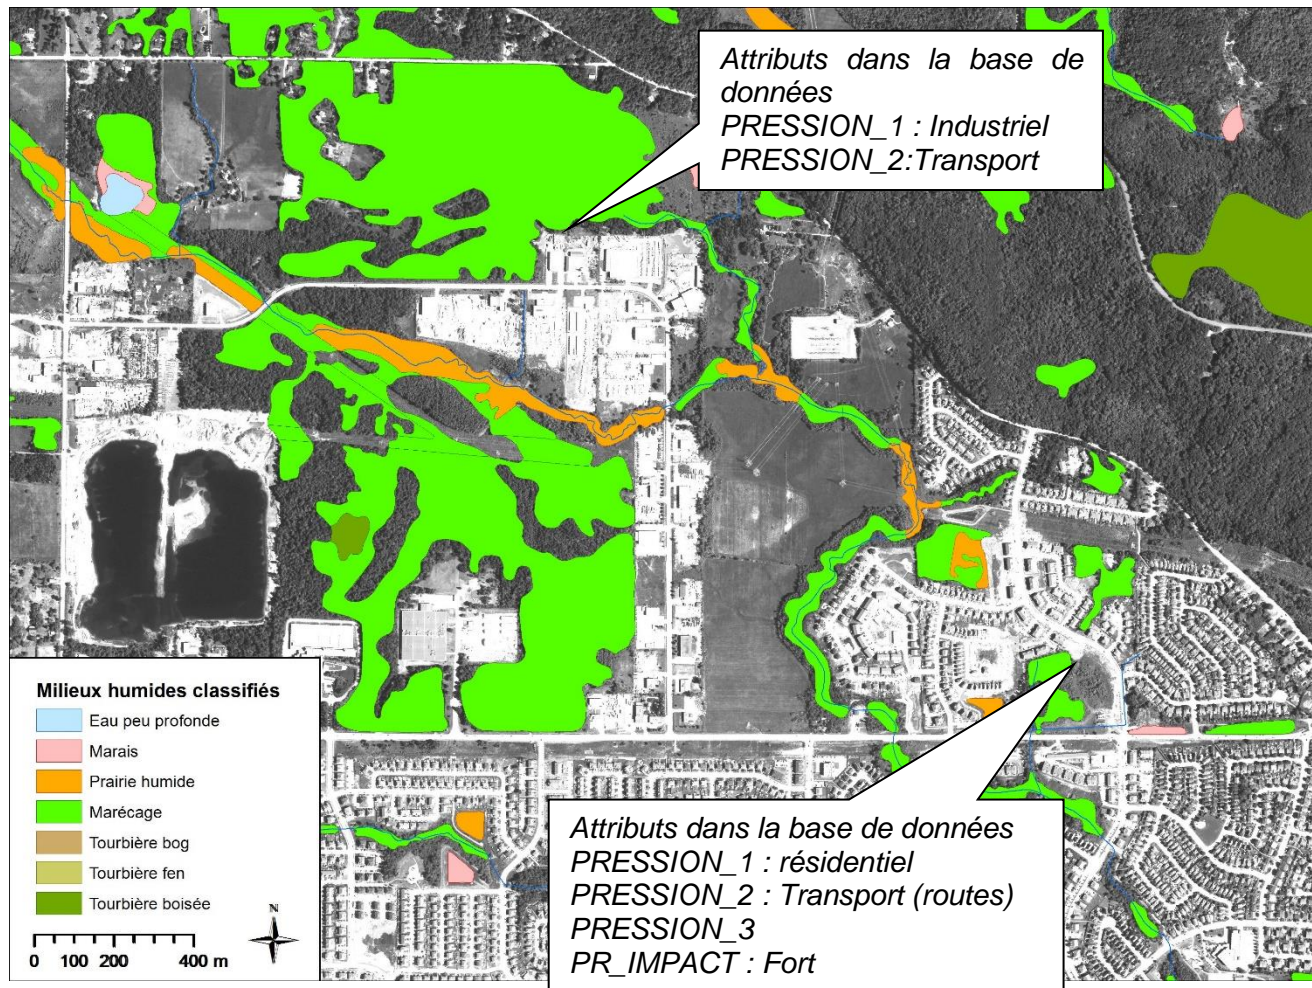 Attributs dans la base de
données
PRESSION_1 : Industriel
PRESSION_2:Transport
Milieux humides classifiés
Eau peu profonde
Marais
Prairie humide
Marécage
Tourbière bog
Tourbière fen
Tourbière boisée
N
0 100 200 400 m
Attributs dans la base de données
PRESSION_1 : résidentiel
PRESSION_2 : Transport (routes)
PRESSION_3
PR_IMPACT : Fort